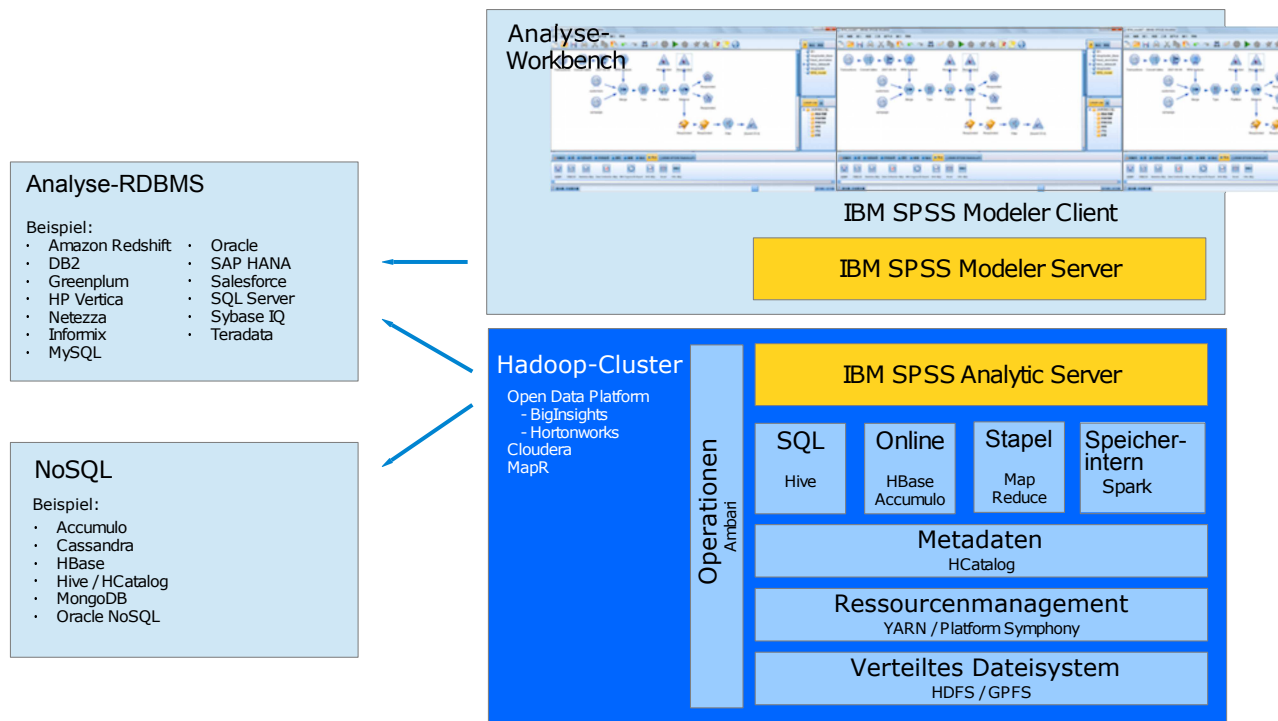 Analyse-
Workbench
IBM SPSS Modeler Client
IBM SPSS Modeler Server
Analyse-RDBMS
Beispiel:
· Amazon Redshift
· DB2
· Greenplum
· HP Vertica
· Netezza
· Informix
· MySQL
· Oracle
· SAP HANA
· Salesforce
· SQL Server
· Sybase IQ
· Teradata
NoSQL
Beispiel:
· Accumulo
· Cassandra
· HBase
· Hive / HCatalog
· MongoDB
· Oracle NoSQL
Hadoop-Cluster
Open Data Platform
- BigInsights
- Hortonworks
Cloudera
MapR
Operationen
Ambari
IBM SPSS Analytic Server
SQL
Hive
Online
HBase
Accumulo
Stapel
Map
Reduce
Speicher-
intern
Spark
Metadaten
HCatalog
Ressourcenmanagement
YARN / Platform Symphony
Verteiltes Dateisystem
HDFS / GPFS